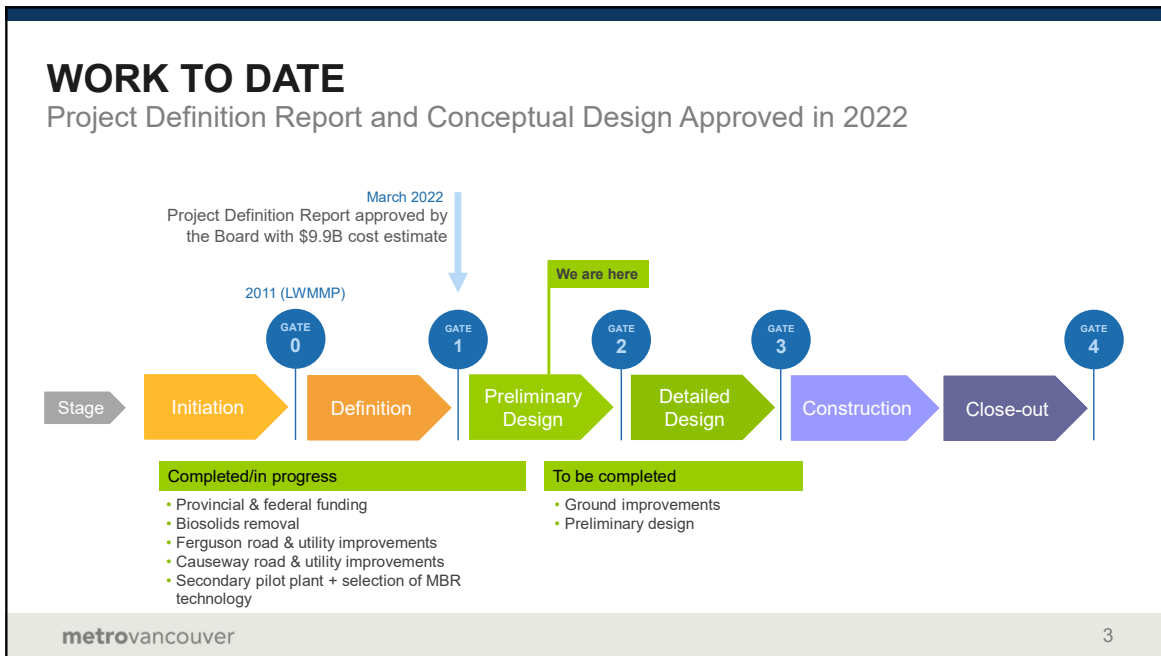 WORK TO DATE
Project Definition Report and Conceptual Design Approved in 2022
March 2022
Project Definition Report approved by
the Board with $9.9B cost estimate
We are here
2011 (LWMMP)
GATE
0
GATE
1
GATE
2
GATE
3
GATE
4
Stage
Initiation
Definition
Preliminary
Design
Detailed
Design
Construction
Close-out
Completed/in progress
• Provincial & federal funding
• Biosolids removal
• Ferguson road & utility improvements
• Causeway road & utility improvements
• Secondary pilot plant + selection of MBR
technology
To be completed
• Ground improvements
• Preliminary design
metrovancouver
3